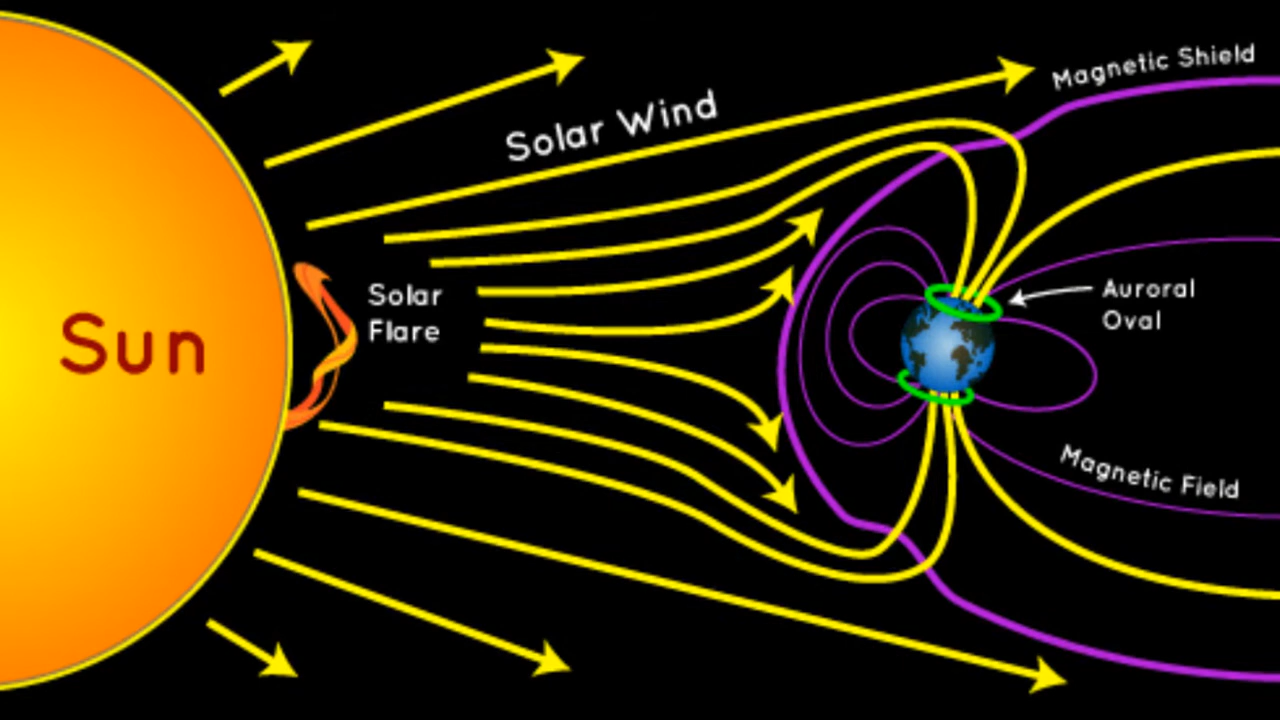 Magnetic Shield
Solar Wind
Solar
Flare
Sun
Auroral
Oval
Magnetic Field